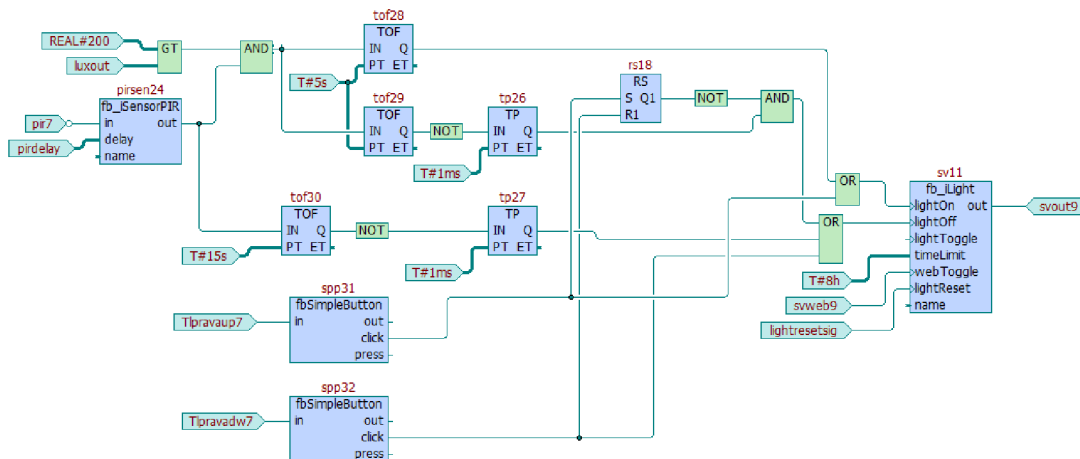 tof28
TOF
REAL#200
GT
AND
IN Q
luxout
PT ET
rs18
T#5s
RS
pirsen24
tof29
tp26
S Q1
NOT
AND
fb_iSensorPIR
TOF
TP
R1
pir7
in out
IN Q
NOT
IN Q
pirdelay
delay
PT ET
PT ET
name
T#1ms
sv11
OR
fb_iLight
tof30
tp27
lightOn out
svout9
TOF
TP
OR
lightOff
IN Q
NOT
IN Q
lightToggle
T#15s
PT ET
PT ET
timeLimit
T#1ms
T#8h
webToggle
spp31
svweb9
lightReset
fbSimpleButton
name
Tlpravaup7
in out
lightresetsig
click
press
spp32
fbSimpleButton
Tlpravadw7
in out
click
press